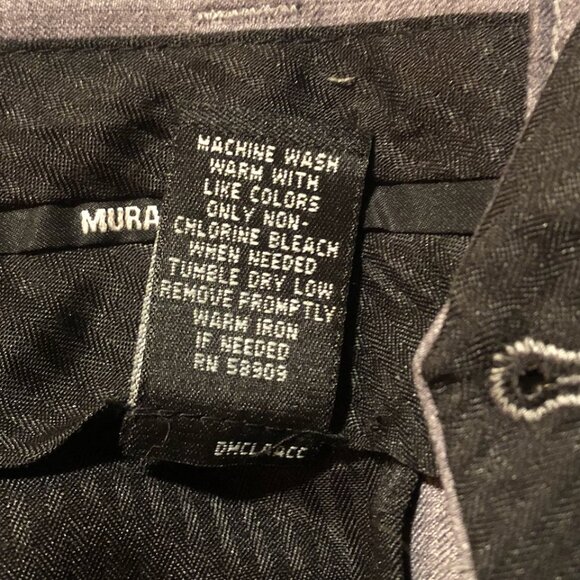 MACHINE WASH
WARM WITH
LIKE COLORS
ONLY NON-
CHLORINE BLEACH
WHEN NEEDED
TUMBLE DRY LOW
REMOVE PROMPTLY
WARM IRON
IF NEEDED
RN 58909
MURA